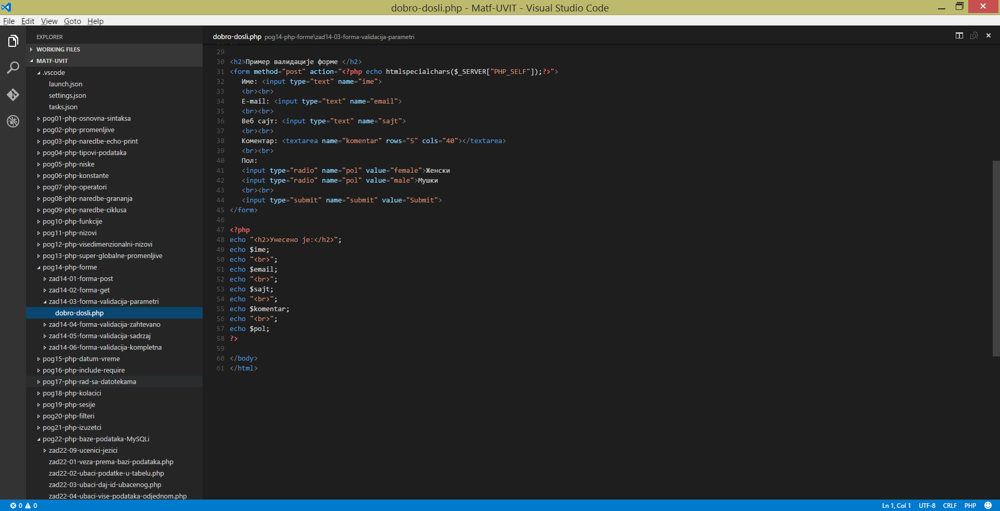 dobro-dosli.php - Matf-UVIT - Visual Studio Code
File Edit View Goto Help
EXPLORER
WORKING FILES
MATF-UVIT
.vscode
launch.json
settings.json
tasks.json
pog01-php-osnovna-sintaksa
pog02-php-promenljive
pog03-php-naredbe-echo-print
pog04-php-tipovi-podataka
pog05-php-niske
pog06-php-konstante
pog07-php-operatori
pog08-php-naredbe-grananja
pog09-php-naredbe-ciklusa
pog10-php-funkcije
pog11-php-nizovi
pog12-php-visedimenzionalni-nizovi
pog13-php-super-globalne-promenljive
pog14-php-forme
zad14-01-forma-post
zad14-02-forma-get
zad14-03-forma-validacija-parametri
dobro-dosli.php
zad14-04-forma-validacija-zahtevano
zad14-05-forma-validacija-sadrzaj
zad14-06-forma-validacija-kompletna
pog15-php-datum-vreme
pog16-php-include-require
pog17-php-rad-sa-datotekama
pog18-php-kolacici
pog19-php-sesije
pog20-php-filteri
pog21-php-izuzetci
pog22-php-baze-podataka-MySQLi
zad22-09-ucenici-jezici
zad22-01-veza-prema-bazi-podataka.php
zad22-02-ubaci-podatke-u-tabelu.php
zad22-03-ubaci-daj-id-ubacenog.php
zad22-04-ubaci-vise-podataka-odjednom.php
dobro-dosli.php pog14-php-forme\zad14-03-forma-validacija-parametri
29
30 <h2>Пример валидације форме </h2>
31 <form method="post" action="<?php echo htmlspecialchars($_SERVER["PHP_SELF"]);?>">
32 Име: <input type="text" name="ime">
33 <br><br>
34 E-mail: <input type="text" name="email">
35 <br><br>
36 Веб сајт: <input type="text" name="sajt">
37 <br><br>
38 Коментар: <textarea name="komentar" rows="5" cols="40"></textarea>
39 <br><br>
40 Пол:
41 <input type="radio" name="pol" value="female">Женски
42 <input type="radio" name="pol" value="male">Мушки
43 <br><br>
44 <input type="submit" name="submit" value="Submit">
45 </form>
46
47 <?php
48 echo "<h2>Унесено је:</h2>";
49 echo $ime;
50 echo "<br>";
51 echo $email;
52 echo "<br>";
53 echo $sajt;
54 echo "<br>";
55 echo $komentar;
56 echo "<br>";
57 echo $pol;
58 ?>
59
60 </body>
61 </html>
0 0
Ln 1, Col 1 UTF-8 CRLF PHP